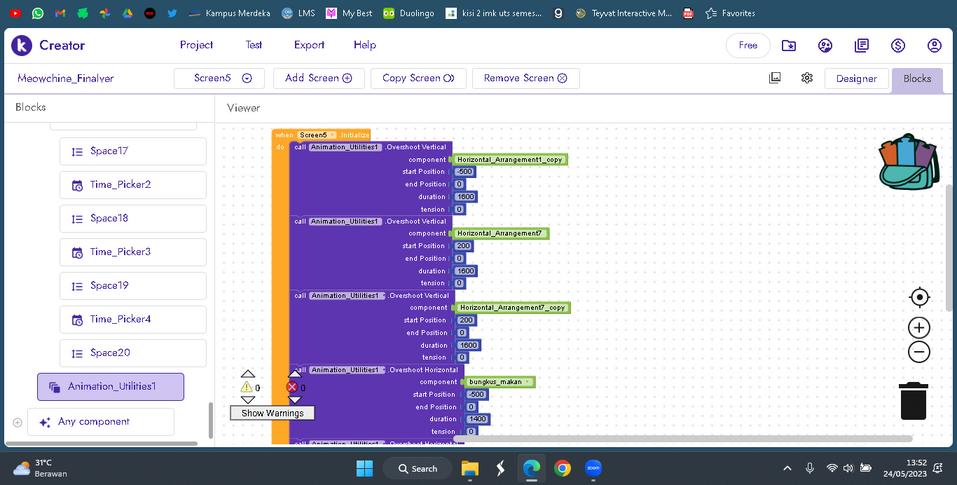 Kampus Merdeka
LMS
My Best
Duolingo
kisi 2 imk uts semes...
Teyvat Interactive M...
Favorites
Creator
Project
Test
Export
Help
Free
Meowchine_Finalver
Screen5
Add Screen
Copy Screen
Remove Screen
Designer
Blocks
Blocks
Viewer
Space17
Time_Picker2
Space18
Time_Picker3
Space19
Time_Picker4
Space20
Animation_Utilities1
Any component
when Screen5 .Initialize
do call Animation_Utilities1 .Overshoot Vertical
component Horizontal_Arrangement1_copy
start Position -500
end Position 0
duration 1600
tension 0
call Animation_Utilities1 .Overshoot Vertical
component Horizontal_Arrangement7
start Position 200
end Position 0
duration 1600
tension 0
call Animation_Utilities1 .Overshoot Vertical
component Horizontal_Arrangement7_copy
start Position 200
end Position 0
duration 1600
tension 0
call Animation_Utilities1 .Overshoot Horizontal
component bungkus_makan
start Position -500
end Position 0
duration 1400
tension 0
call Animation_Utilities1 .Overshoot Horizontal
0
0
Show Warnings
31°C
Berawan
Search
zoom
13:52
24/05/2023